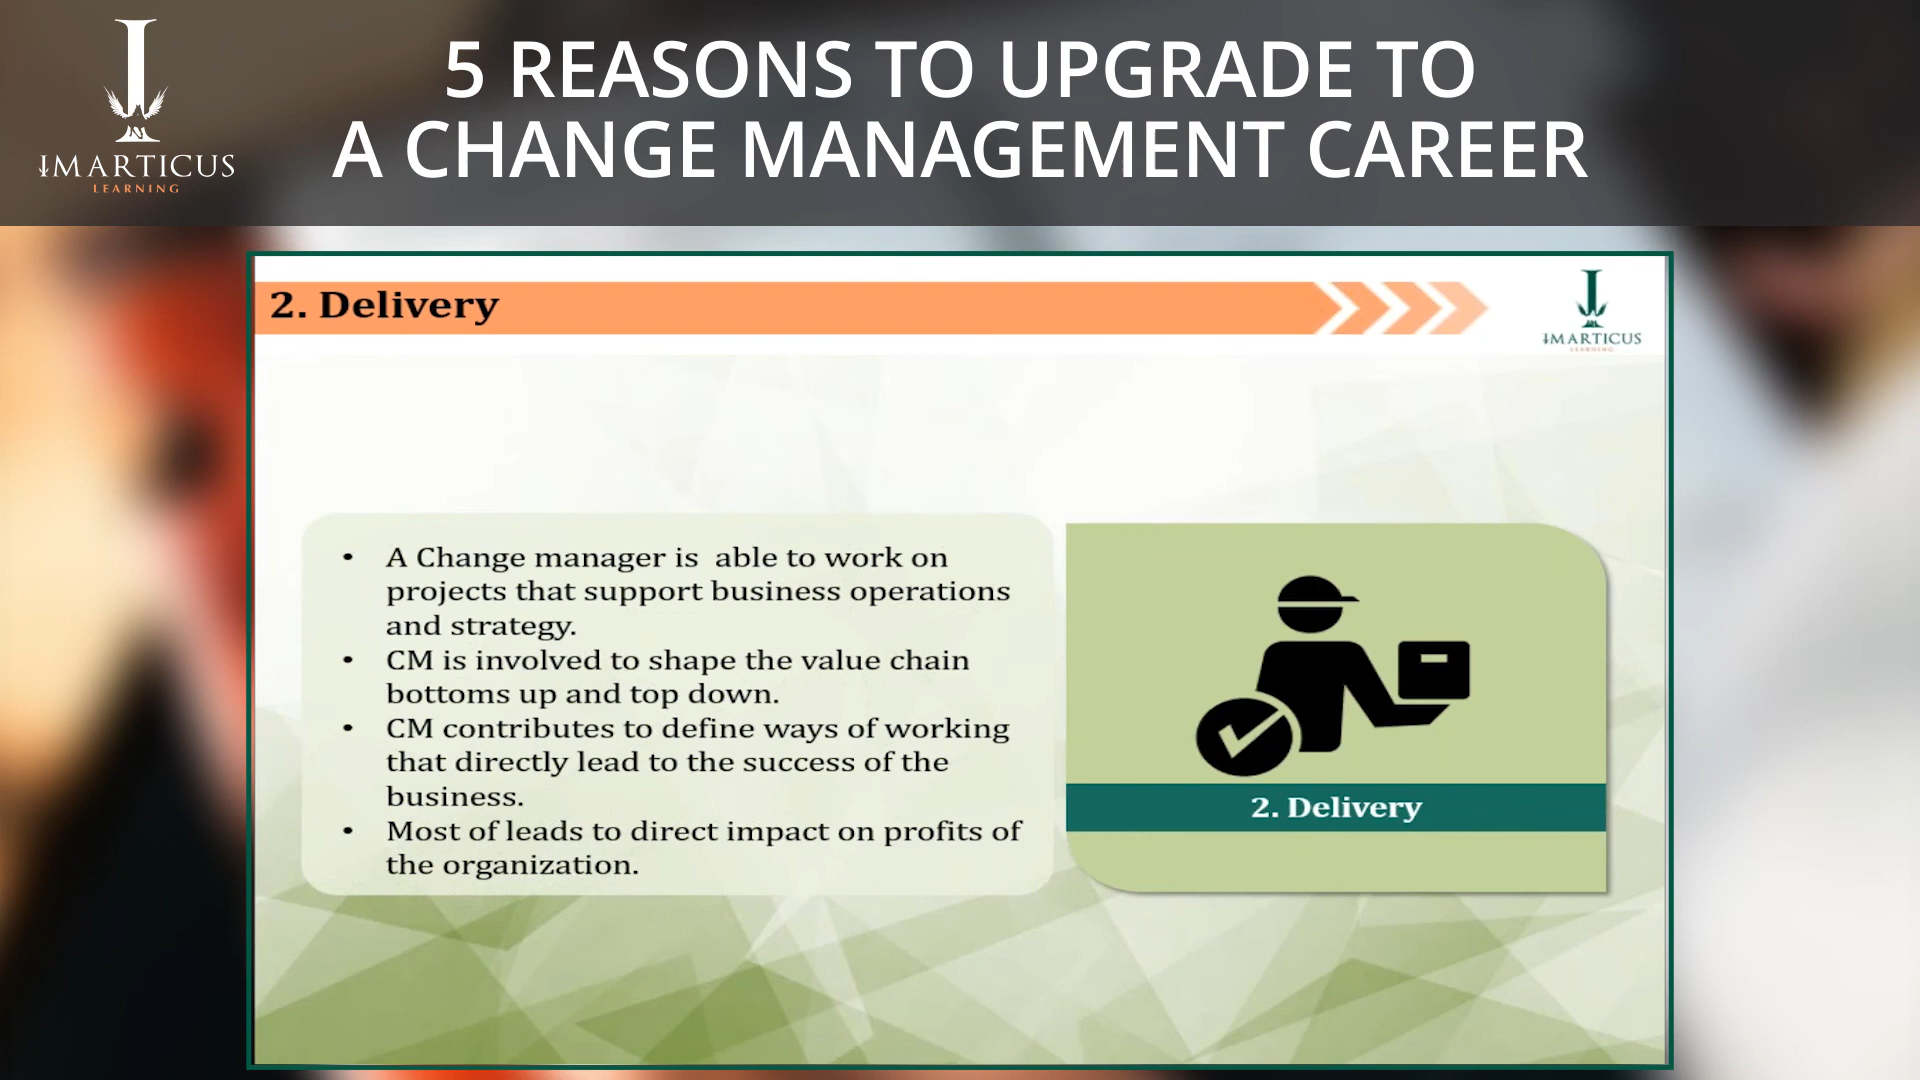 IMARTICUS
LEARNING
5 REASONS TO UPGRADE TO
A CHANGE MANAGEMENT CAREER
2. Delivery
IMARTICUS
LEARNING
• A Change manager is  able to work on
projects that support business operations
and strategy.
• CM is involved to shape the value chain
bottoms up and top down.
• CM contributes to define ways of working
that directly lead to the success of the
business.
• Most of leads to direct impact on profits of
the organization.
2. Delivery